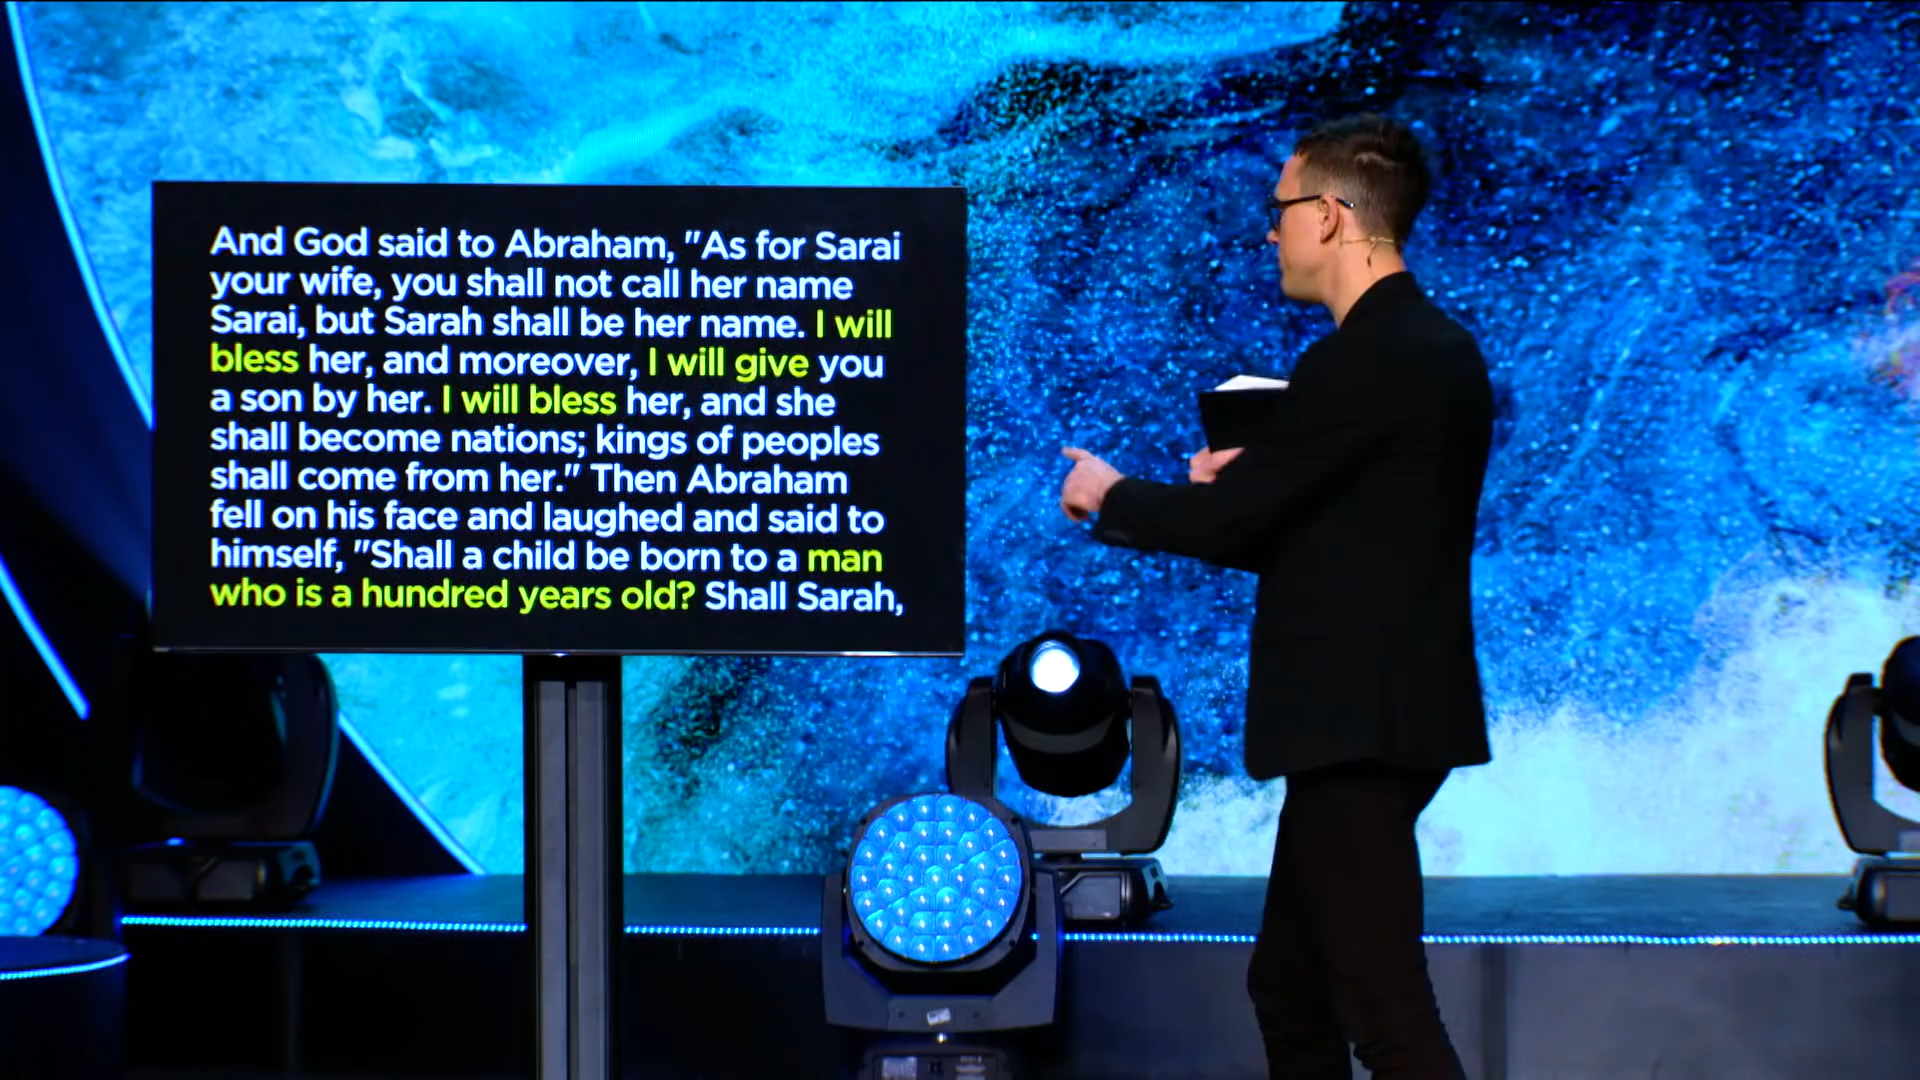 And God said to Abraham, "As for Sarai
your wife, you shall not call her name
Sarai, but Sarah shall be her name. I will
bless her, and moreover, I will give you
a son by her. I will bless her, and she
shall become nations; kings of peoples
shall come from her." Then Abraham
fell on his face and laughed and said to
himself, "Shall a child be born to a man
who is a hundred years old? Shall Sarah,